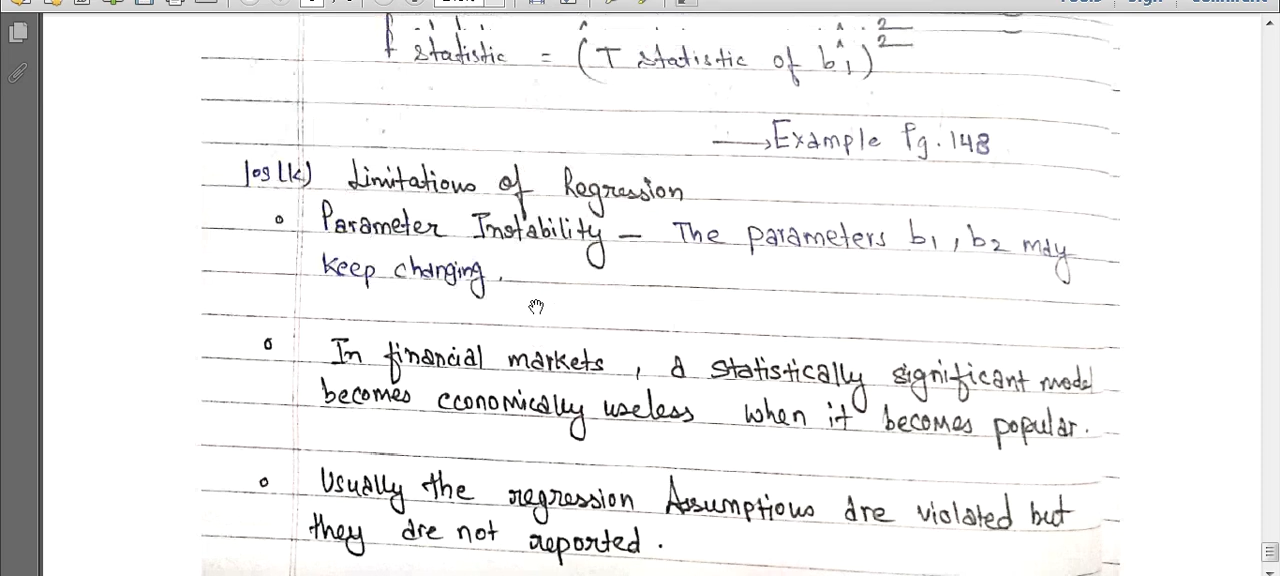 f statistic = (T statistic of b̂₁)²
→ Example Pg. 148
Limitations of Regression
○ Parameter Instability – The parameters b₁, b₂ may
keep changing.
○ In financial markets, a statistically significant model
becomes economically useless when it becomes popular.
○ Usually the regression Assumptions are violated but
they are not reported.